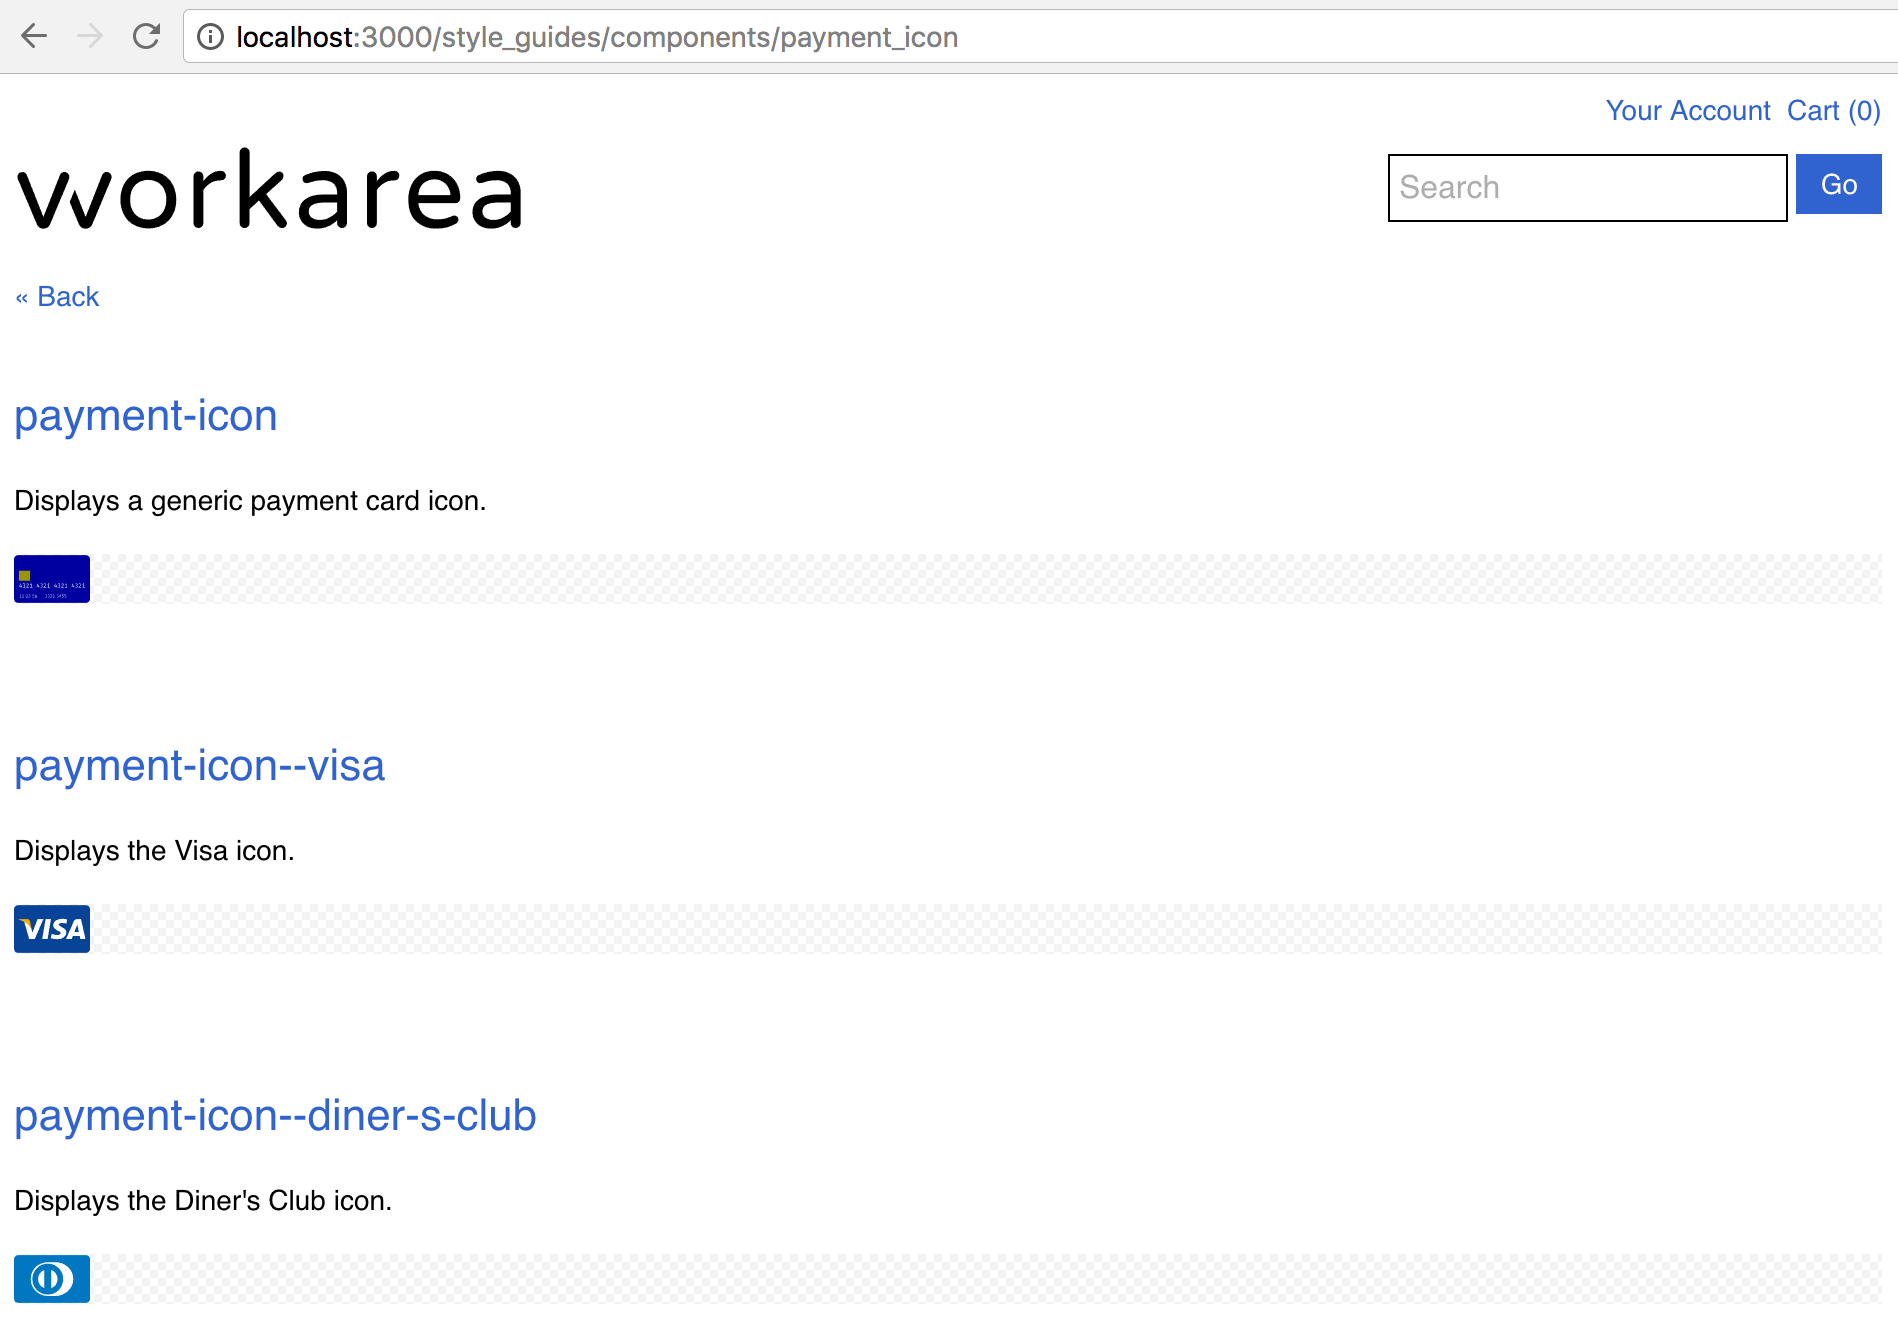 localhost:3000/style_guides/components/payment_icon
Your Account Cart (0)
workarea
Search
Go
« Back
payment-icon
Displays a generic payment card icon.
4321 4321 4321 4321
payment-icon--visa
Displays the Visa icon.
VISA
payment-icon--diner-s-club
Displays the Diner's Club icon.